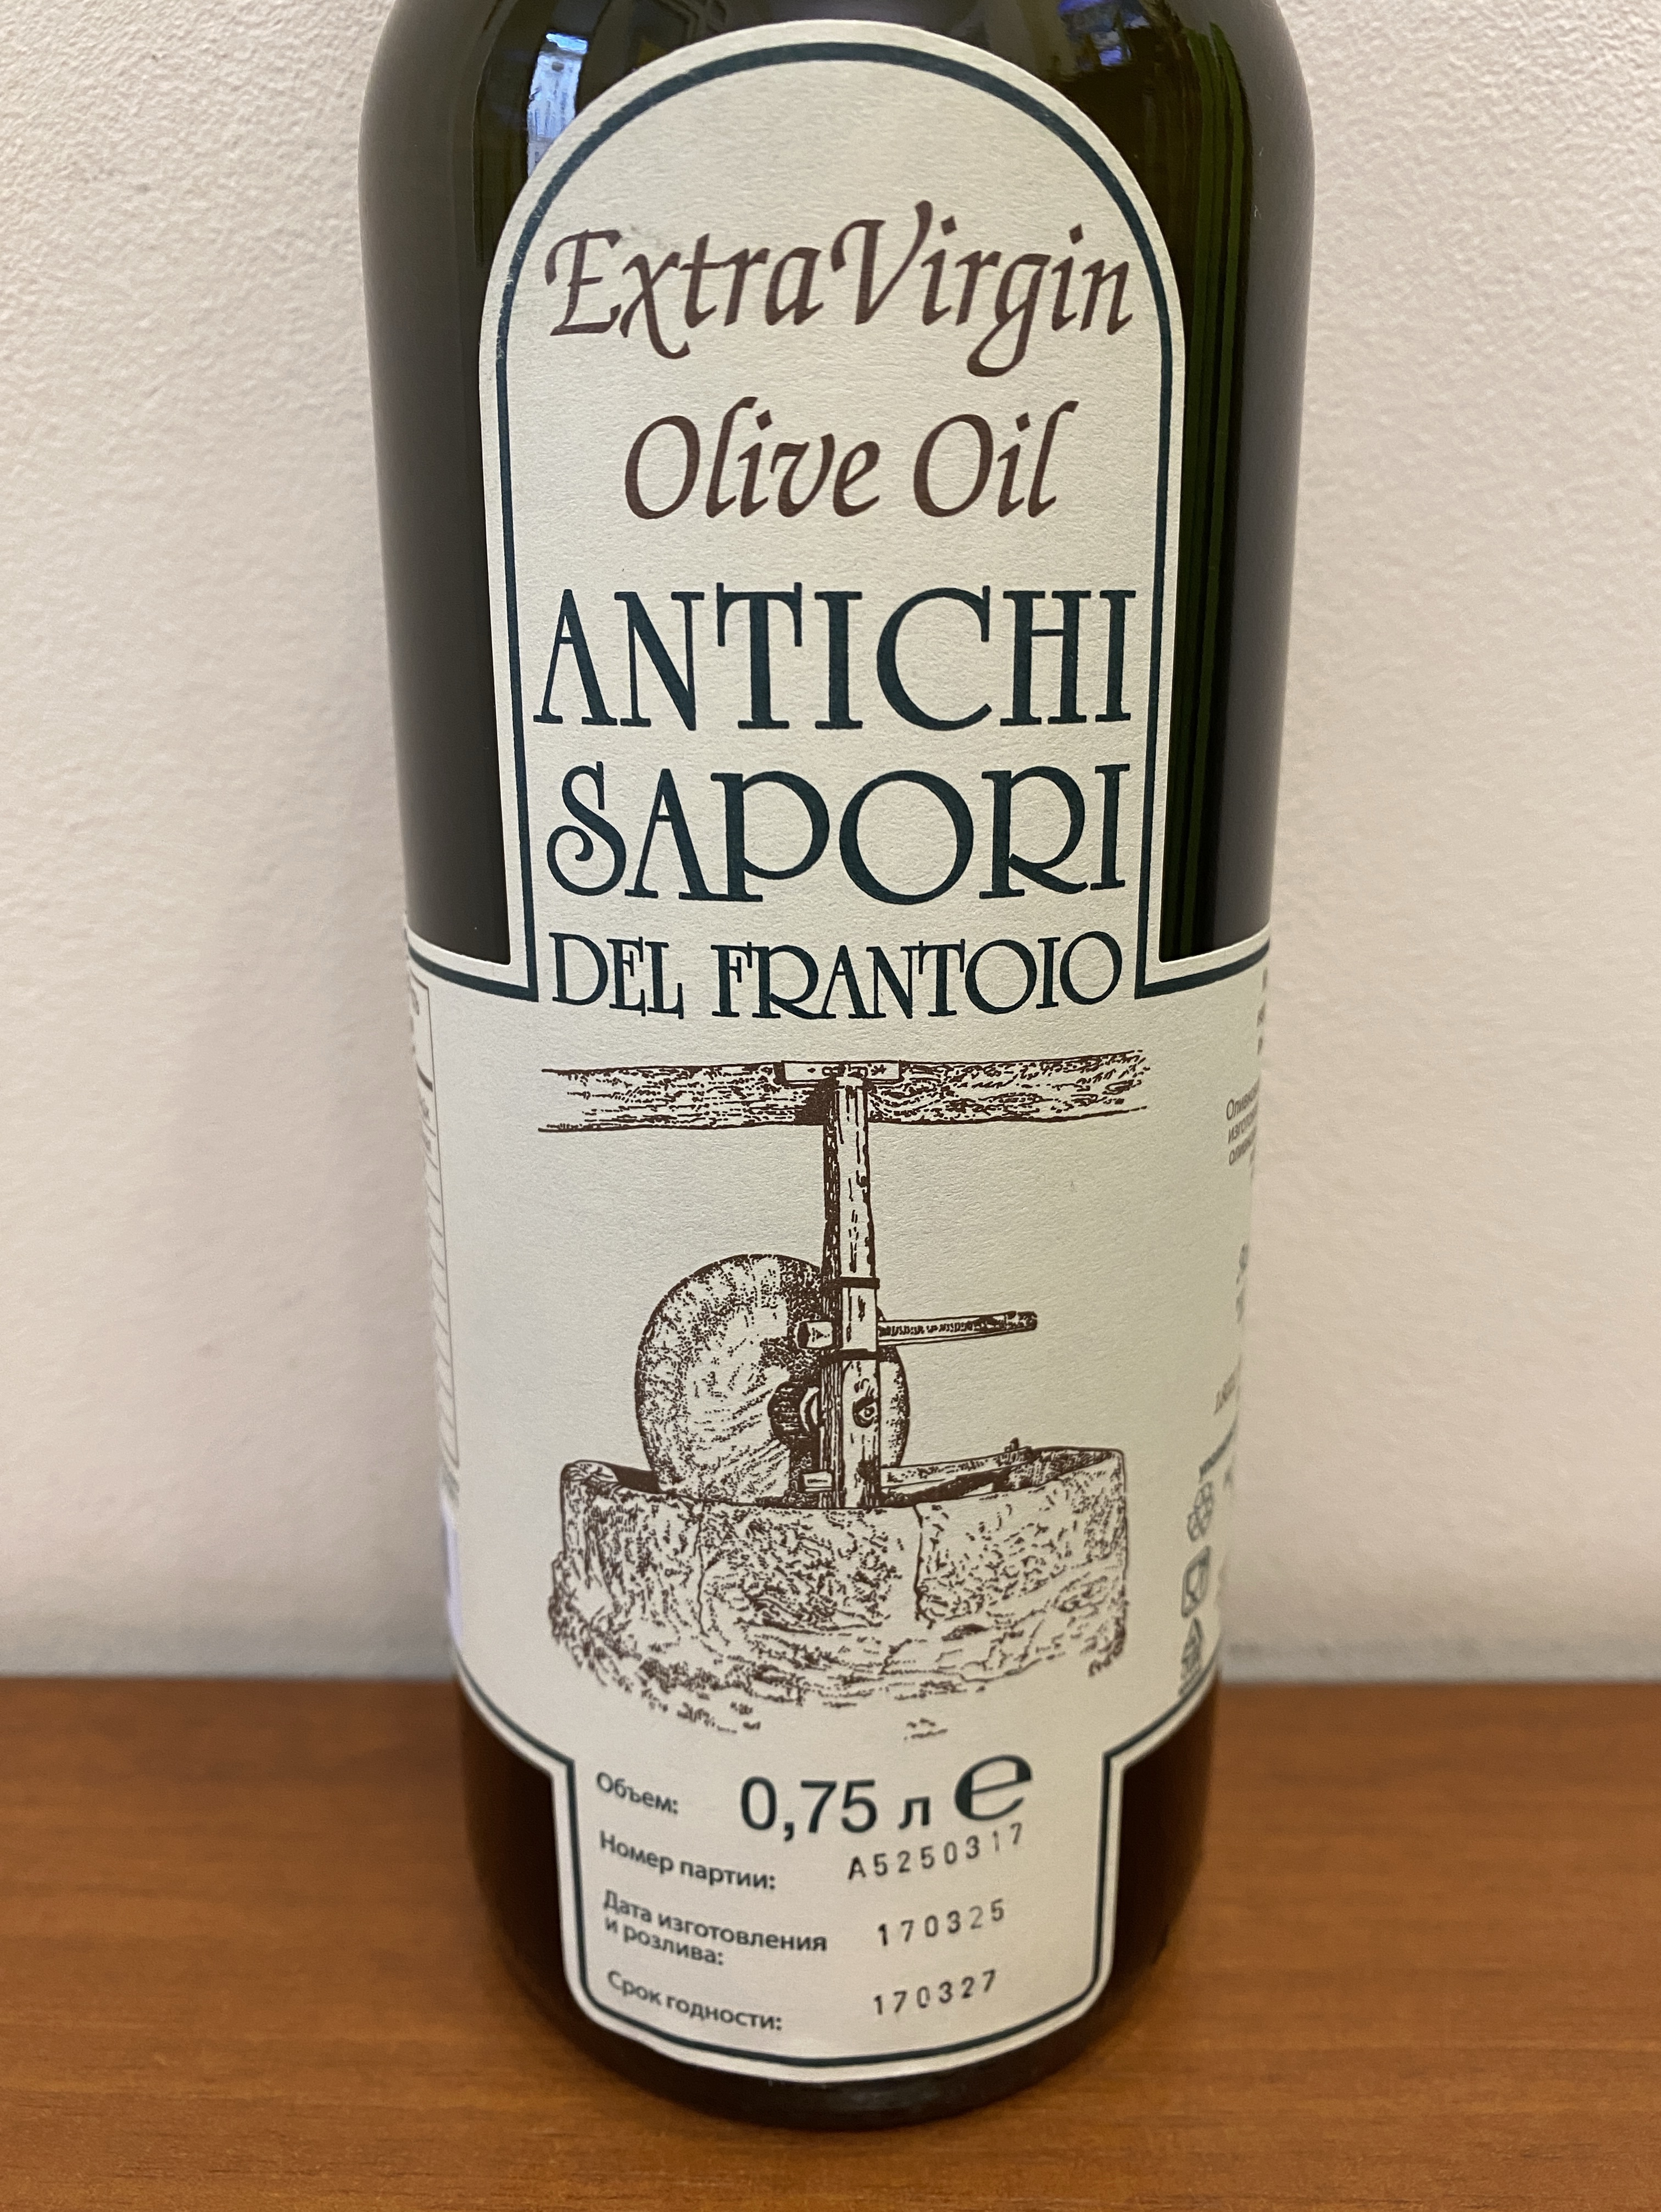 Extra Virgin
Olive Oil
ANTICHI
SAPORI
DEL FRANTOIO
Объем: 0,75 л ℮
Номер партии: A5250317
Дата изготовления
и розлива: 170325
Срок годности: 170327